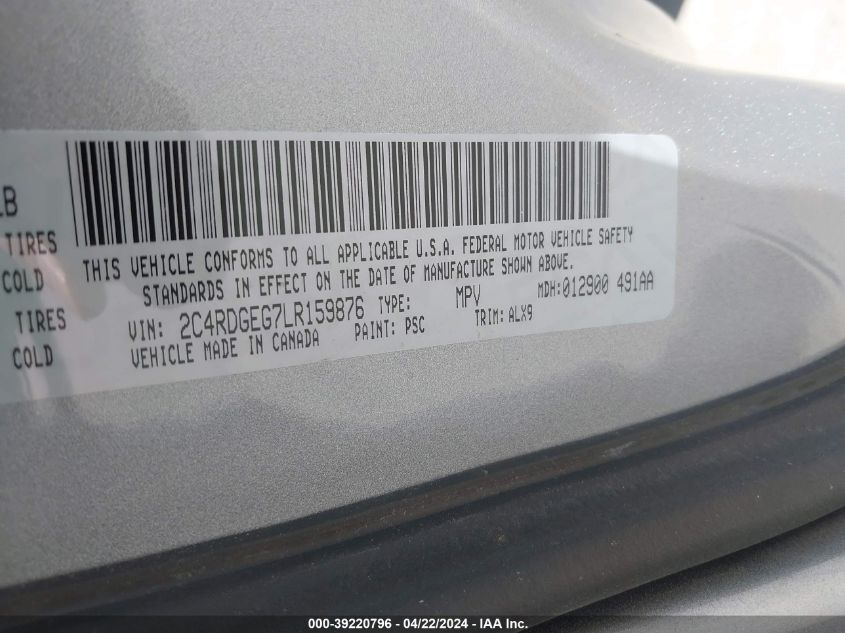 LB
TIRES
COLD
TIRES
COLD
THIS VEHICLE CONFORMS TO ALL APPLICABLE U.S.A. FEDERAL MOTOR VEHICLE SAFETY
STANDARDS IN EFFECT ON THE DATE OF MANUFACTURE SHOWN ABOVE.
VIN: 2C4RDGEG7LR159876 TYPE: MPV MDH:012900 491AA
VEHICLE MADE IN CANADA PAINT: PSC TRIM:ALX9
000-39220796 - 04/22/2024 - IAA Inc.